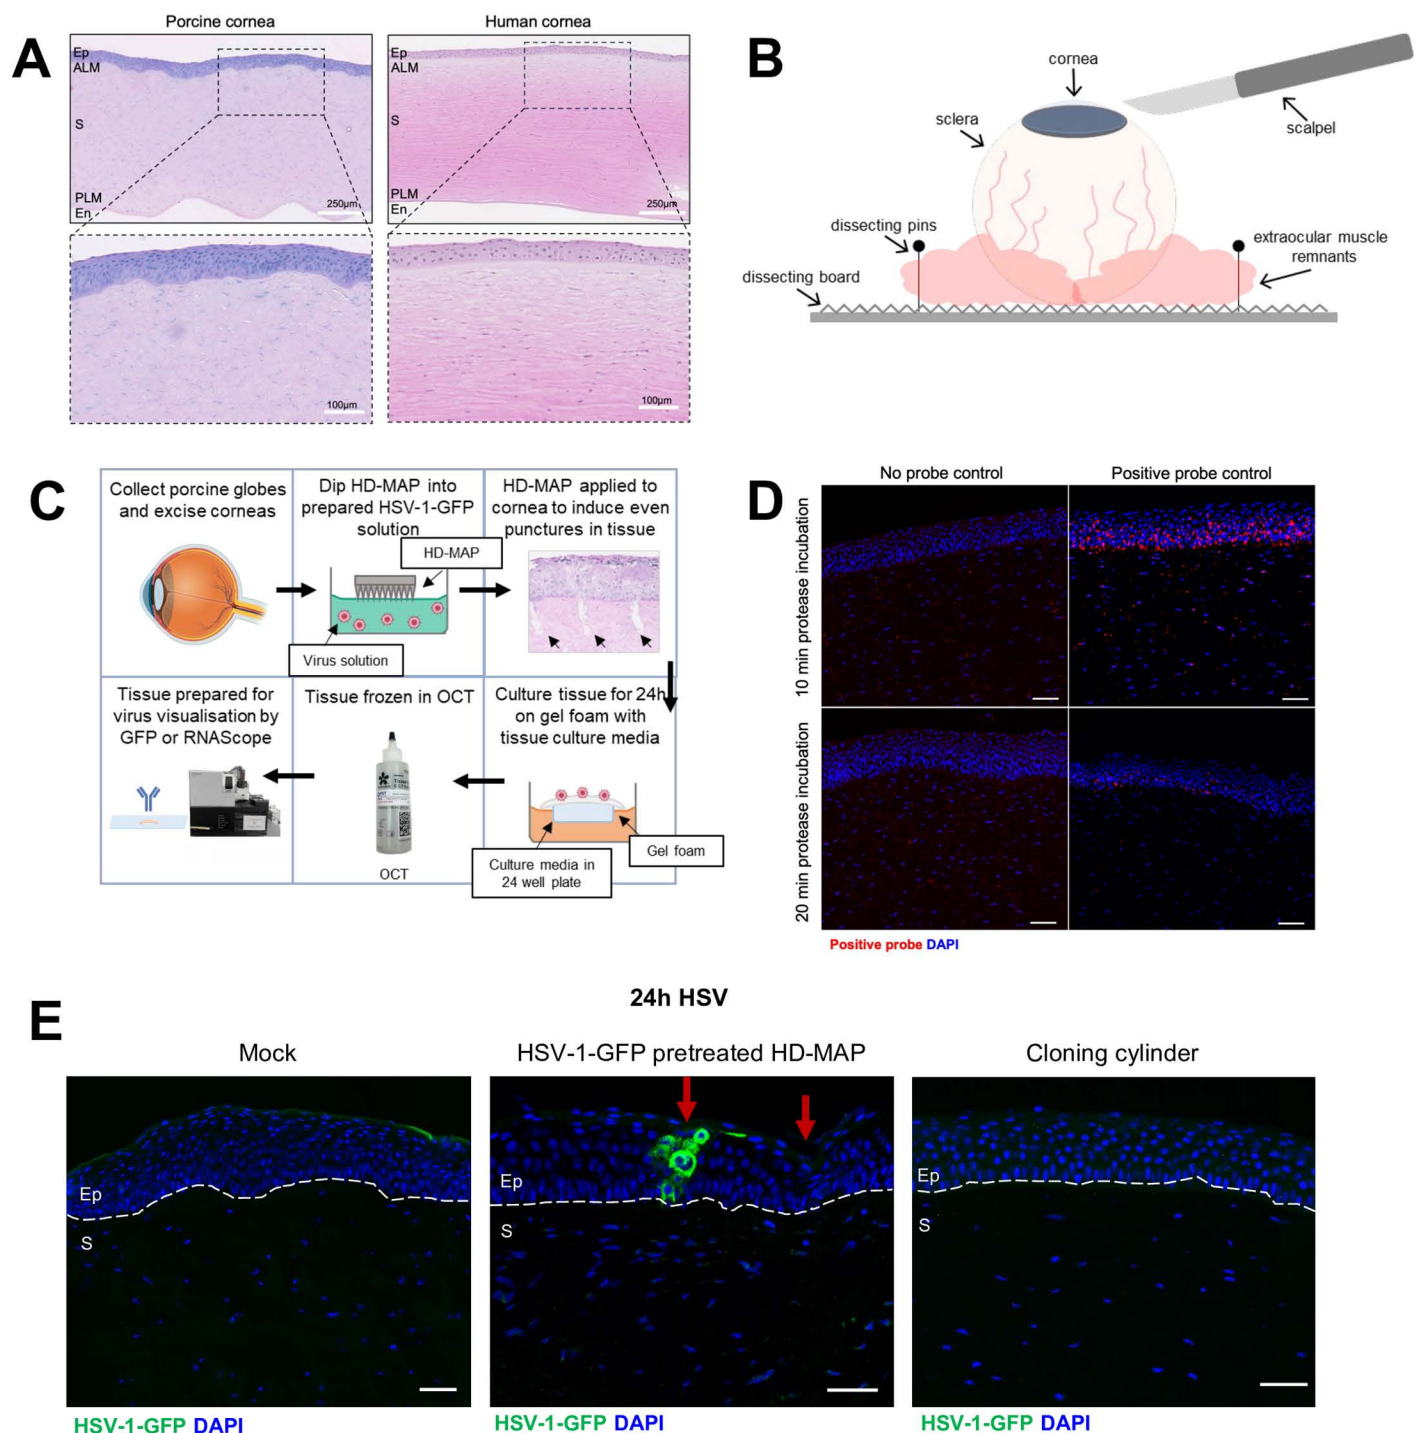 A
Porcine cornea
Human cornea
Ep
ALM
S
PLM
En
250µm
Ep
ALM
S
PLM
En
250µm
100µm
100µm
B
cornea
sclera
scalpel
dissecting pins
extraocular muscle
remnants
dissecting board
C
Collect porcine globes
and excise corneas
Dip HD-MAP into
prepared HSV-1-GFP
solution
HD-MAP
Virus solution
HD-MAP applied to
cornea to induce even
punctures in tissue
Tissue prepared for
virus visualisation by
GFP or RNAScope
Tissue frozen in OCT
OCT
Culture tissue for 24h
on gel foam with
tissue culture media
Gel foam
Culture media in
24 well plate
D
No probe control
Positive probe control
10 min protease incubation
20 min protease incubation
Positive probe DAPI
E
24h HSV
Mock
HSV-1-GFP pretreated HD-MAP
Cloning cylinder
Ep
S
Ep
S
Ep
S
HSV-1-GFP DAPI
HSV-1-GFP DAPI
HSV-1-GFP DAPI